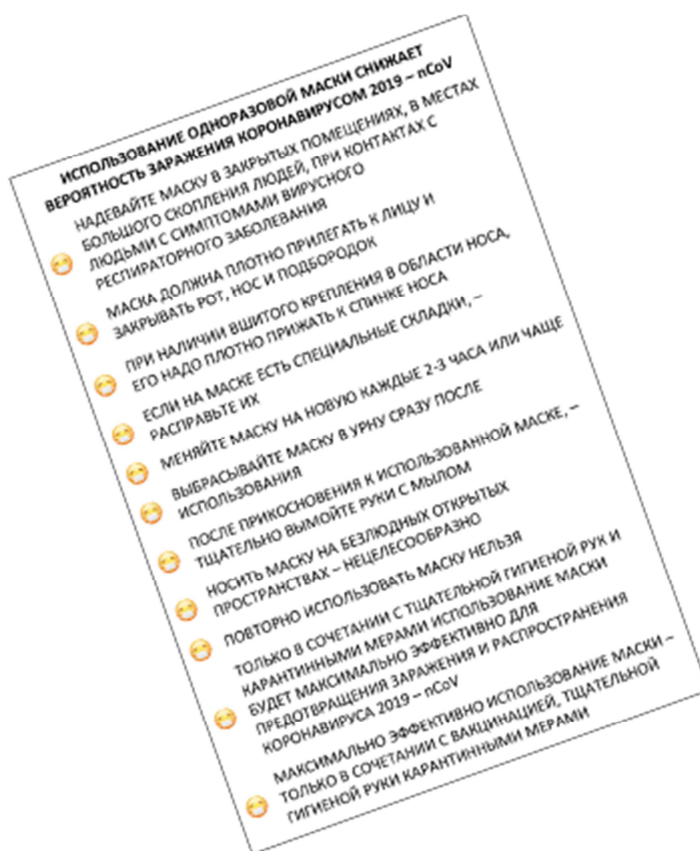 ИСПОЛЬЗОВАНИЕ ОДНОРАЗОВОЙ МАСКИ СНИЖАЕТ
ВЕРОЯТНОСТЬ ЗАРАЖЕНИЯ КОРОНАВИРУСОМ 2019 – nCoV
НАДЕВАЙТЕ МАСКУ В ЗАКРЫТЫХ ПОМЕЩЕНИЯХ, В МЕСТАХ
БОЛЬШОГО СКОПЛЕНИЯ ЛЮДЕЙ, ПРИ КОНТАКТАХ С
ЛЮДЬМИ С СИМПТОМАМИ ВИРУСНОГО
РЕСПИРАТОРНОГО ЗАБОЛЕВАНИЯ
МАСКА ДОЛЖНА ПЛОТНО ПРИЛЕГАТЬ К ЛИЦУ И
ЗАКРЫВАТЬ РОТ, НОС И ПОДБОРОДОК
ПРИ НАЛИЧИИ ВШИТОГО КРЕПЛЕНИЯ В ОБЛАСТИ НОСА,
ЕГО НАДО ПЛОТНО ПРИЖАТЬ К СПИНКЕ НОСА
ЕСЛИ НА МАСКЕ ЕСТЬ СПЕЦИАЛЬНЫЕ СКЛАДКИ, –
РАСПРАВЬТЕ ИХ
МЕНЯЙТЕ МАСКУ НА НОВУЮ КАЖДЫЕ 2-3 ЧАСА ИЛИ ЧАЩЕ
ВЫБРАСЫВАЙТЕ МАСКУ В УРНУ СРАЗУ ПОСЛЕ
ИСПОЛЬЗОВАНИЯ
ПОСЛЕ ПРИКОСНОВЕНИЯ К ИСПОЛЬЗОВАННОЙ МАСКЕ, –
ТЩАТЕЛЬНО ВЫМОЙТЕ РУКИ С МЫЛОМ
НОСИТЬ МАСКУ НА БЕЗЛЮДНЫХ ОТКРЫТЫХ
ПРОСТРАНСТВАХ – НЕЦЕЛЕСООБРАЗНО
ПОВТОРНО ИСПОЛЬЗОВАТЬ МАСКУ НЕЛЬЗЯ
ТОЛЬКО В СОЧЕТАНИИ С ТЩАТЕЛЬНОЙ ГИГИЕНОЙ РУК И
КАРАНТИННЫМИ МЕРАМИ ИСПОЛЬЗОВАНИЕ МАСКИ
БУДЕТ МАКСИМАЛЬНО ЭФФЕКТИВНО ДЛЯ
ПРЕДОТВРАЩЕНИЯ ЗАРАЖЕНИЯ И РАСПРОСТРАНЕНИЯ
КОРОНАВИРУСА 2019 – nCoV
МАКСИМАЛЬНО ЭФФЕКТИВНО ИСПОЛЬЗОВАНИЕ МАСКИ –
ТОЛЬКО В СОЧЕТАНИИ С ВАКЦИНАЦИЕЙ, ТЩАТЕЛЬНОЙ
ГИГИЕНОЙ РУКИ КАРАНТИННЫМИ МЕРАМИ